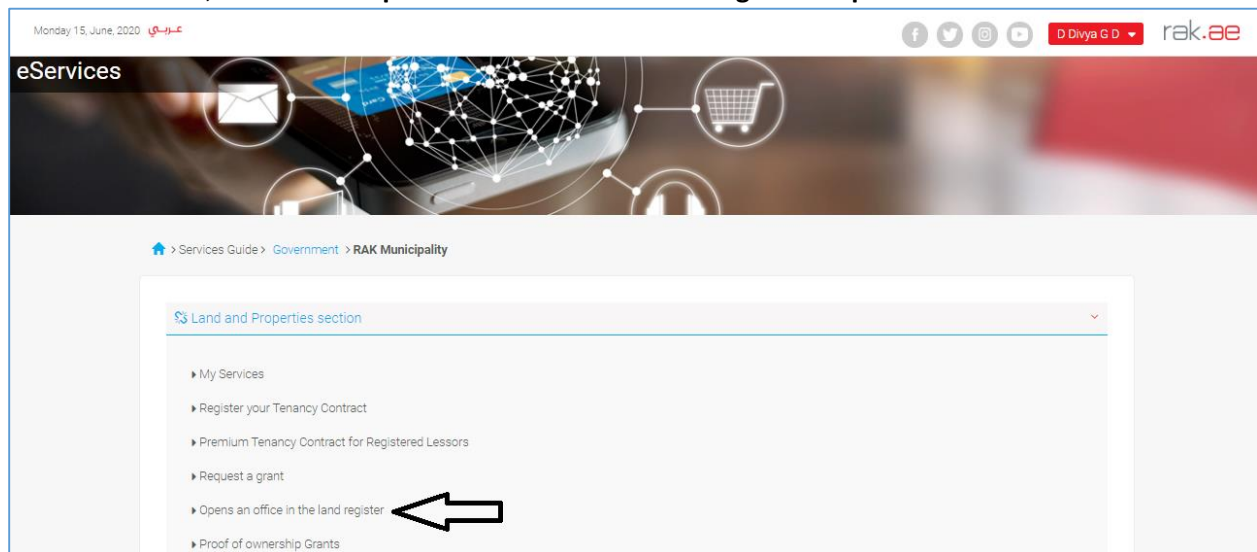 Monday 15, June, 2020 عـربـي
D Divya G D
rak.ae
eServices
> Services Guide > Government > RAK Municipality
Land and Properties section
My Services
Register your Tenancy Contract
Premium Tenancy Contract for Registered Lessors
Request a grant
Opens an office in the land register
Proof of ownership Grants